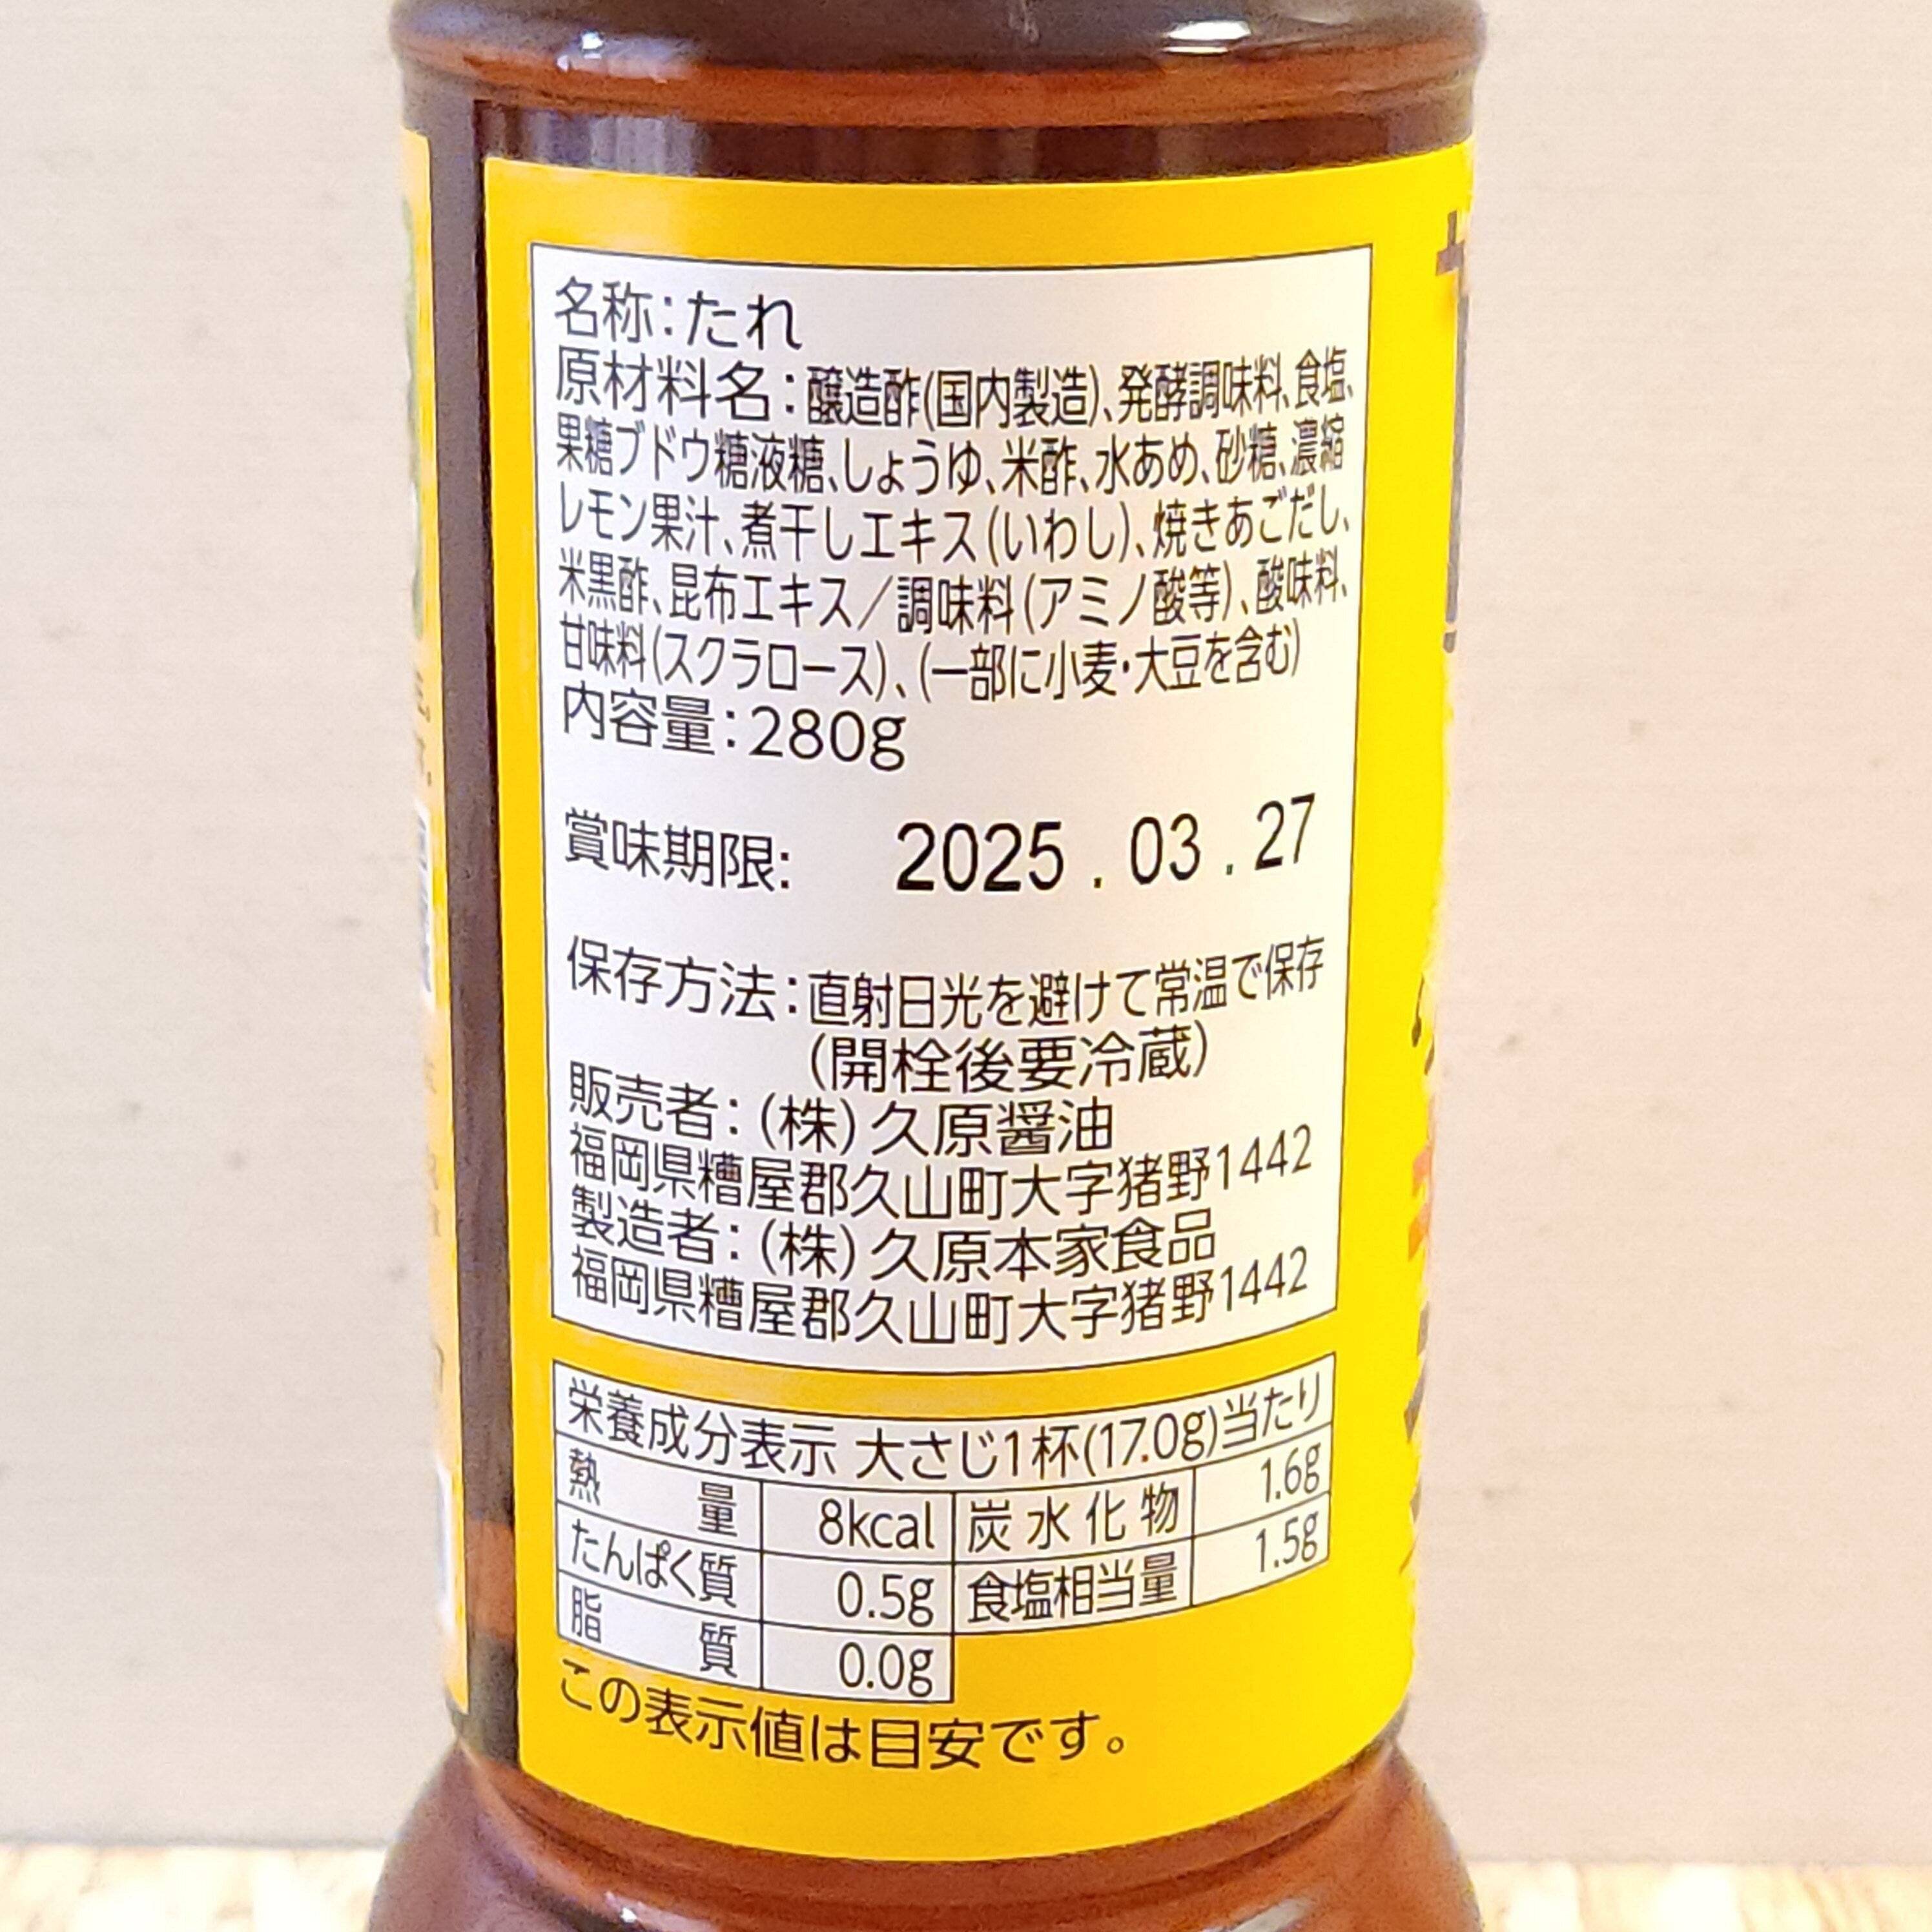 名称：たれ
原材料名：醸造酢(国内製造)、発酵調味料、食塩、
果糖ブドウ糖液糖、しょうゆ、米酢、水あめ、砂糖、濃縮
レモン果汁、煮干しエキス(いわし)、焼きあごだし、
米黒酢、昆布エキス／調味料(アミノ酸等)、酸味料、
甘味料(スクラロース)、(一部に小麦・大豆を含む)
内容量：280g
賞味期限: 2025.03.27
保存方法：直射日光を避けて常温で保存
(開栓後要冷蔵)
販売者：(株)久原醤油
福岡県糟屋郡久山町大字猪野1442
製造者：(株)久原本家食品
福岡県糟屋郡久山町大字猪野1442
栄養成分表示 大さじ1杯(17.0g)当たり
熱量 8kcal 炭水化物 1.6g
たんぱく質 0.5g 食塩相当量 1.5g
脂質 0.0g
この表示値は目安です。